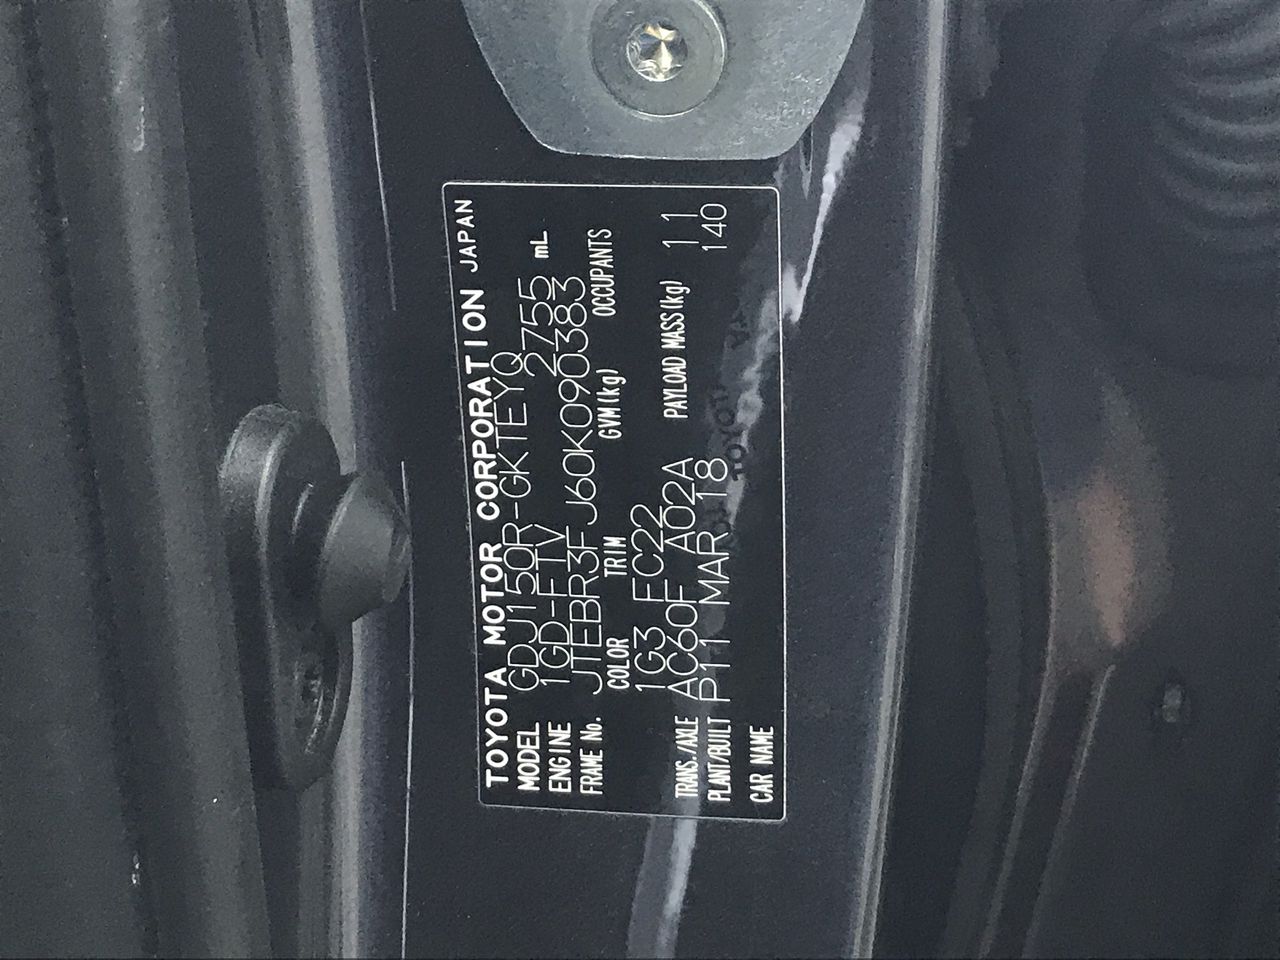 TOYOTA MOTOR CORPORATION JAPAN
MODEL GDJ150R-GKTEYQ
ENGINE 1GD-FTV 2755 mL
FRAME No. JTEBR3FJ60K090383
COLOR TRIM GVM(kg) OCCUPANTS
1G3 FC22
TRANS./AXLE AC60F A02A PAYLOAD MASS(kg) 11
PLANT/BUILT P11 MAR 18 140
CAR NAME